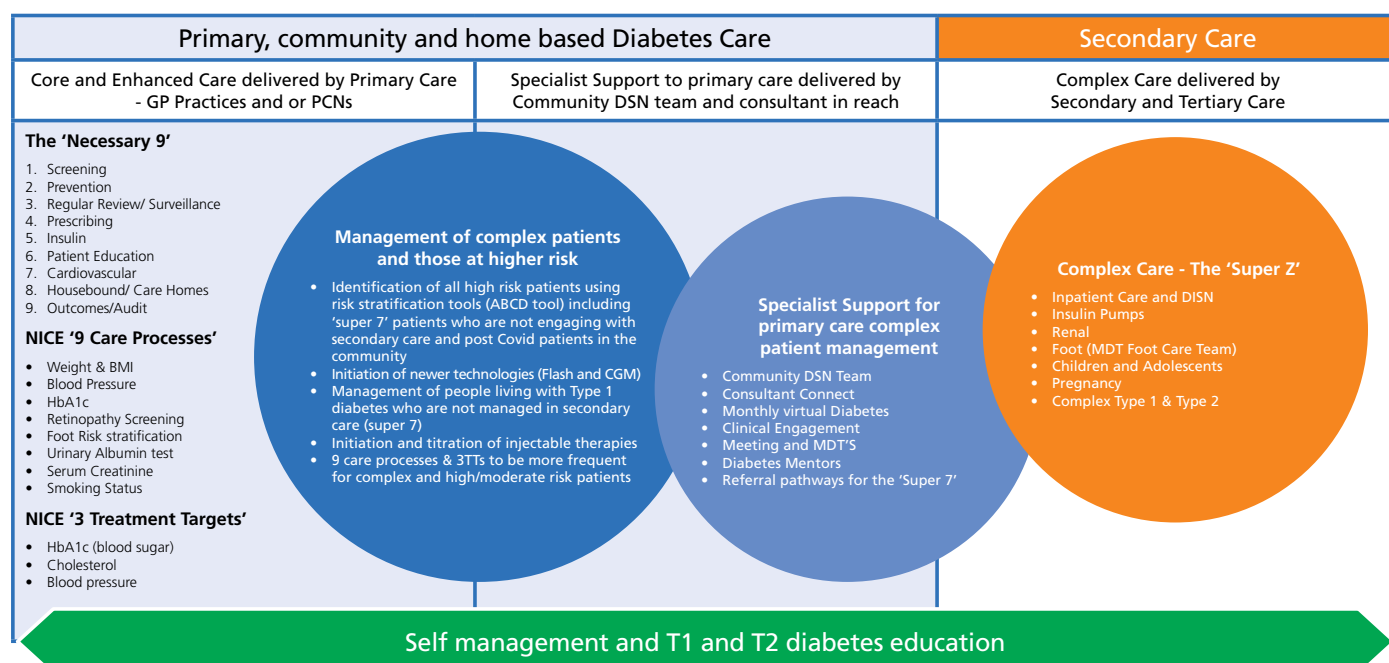 Primary, community and home based Diabetes Care
Secondary Care
Core and Enhanced Care delivered by Primary Care
- GP Practices and or PCNs
Specialist Support to primary care delivered by
Community DSN team and consultant in reach
Complex Care delivered by
Secondary and Tertiary Care
The ‘Necessary 9’
1. Screening
2. Prevention
3. Regular Review/ Surveillance
4. Prescribing
5. Insulin
6. Patient Education
7. Cardiovascular
8. Housebound/ Care Homes
9. Outcomes/Audit
NICE ‘9 Care Processes’
• Weight & BMI
• Blood Pressure
• HbA1c
• Retinopathy Screening
• Foot Risk stratification
• Urinary Albumin test
• Serum Creatinine
• Smoking Status
NICE ‘3 Treatment Targets’
• HbA1c (blood sugar)
• Cholesterol
• Blood pressure
Management of complex patients
and those at higher risk
• Identification of all high risk patients using
risk stratification tools (ABCD tool) including
‘super 7’ patients who are not engaging with
secondary care and post Covid patients in the
community
• Initiation of newer technologies (Flash and CGM)
• Management of people living with Type 1
diabetes who are not managed in secondary
care (super 7)
• Initiation and titration of injectable therapies
• 9 care processes & 3TTs to be more frequent
for complex and high/moderate risk patients
Specialist Support for
primary care complex
patient management
• Community DSN Team
• Consultant Connect
• Monthly virtual Diabetes
• Clinical Engagement
• Meeting and MDT’S
• Diabetes Mentors
• Referral pathways for the ‘Super 7’
Complex Care - The ‘Super Z’
• Inpatient Care and DISN
• Insulin Pumps
• Renal
• Foot (MDT Foot Care Team)
• Children and Adolescents
• Pregnancy
• Complex Type 1 & Type 2
Self management and T1 and T2 diabetes education